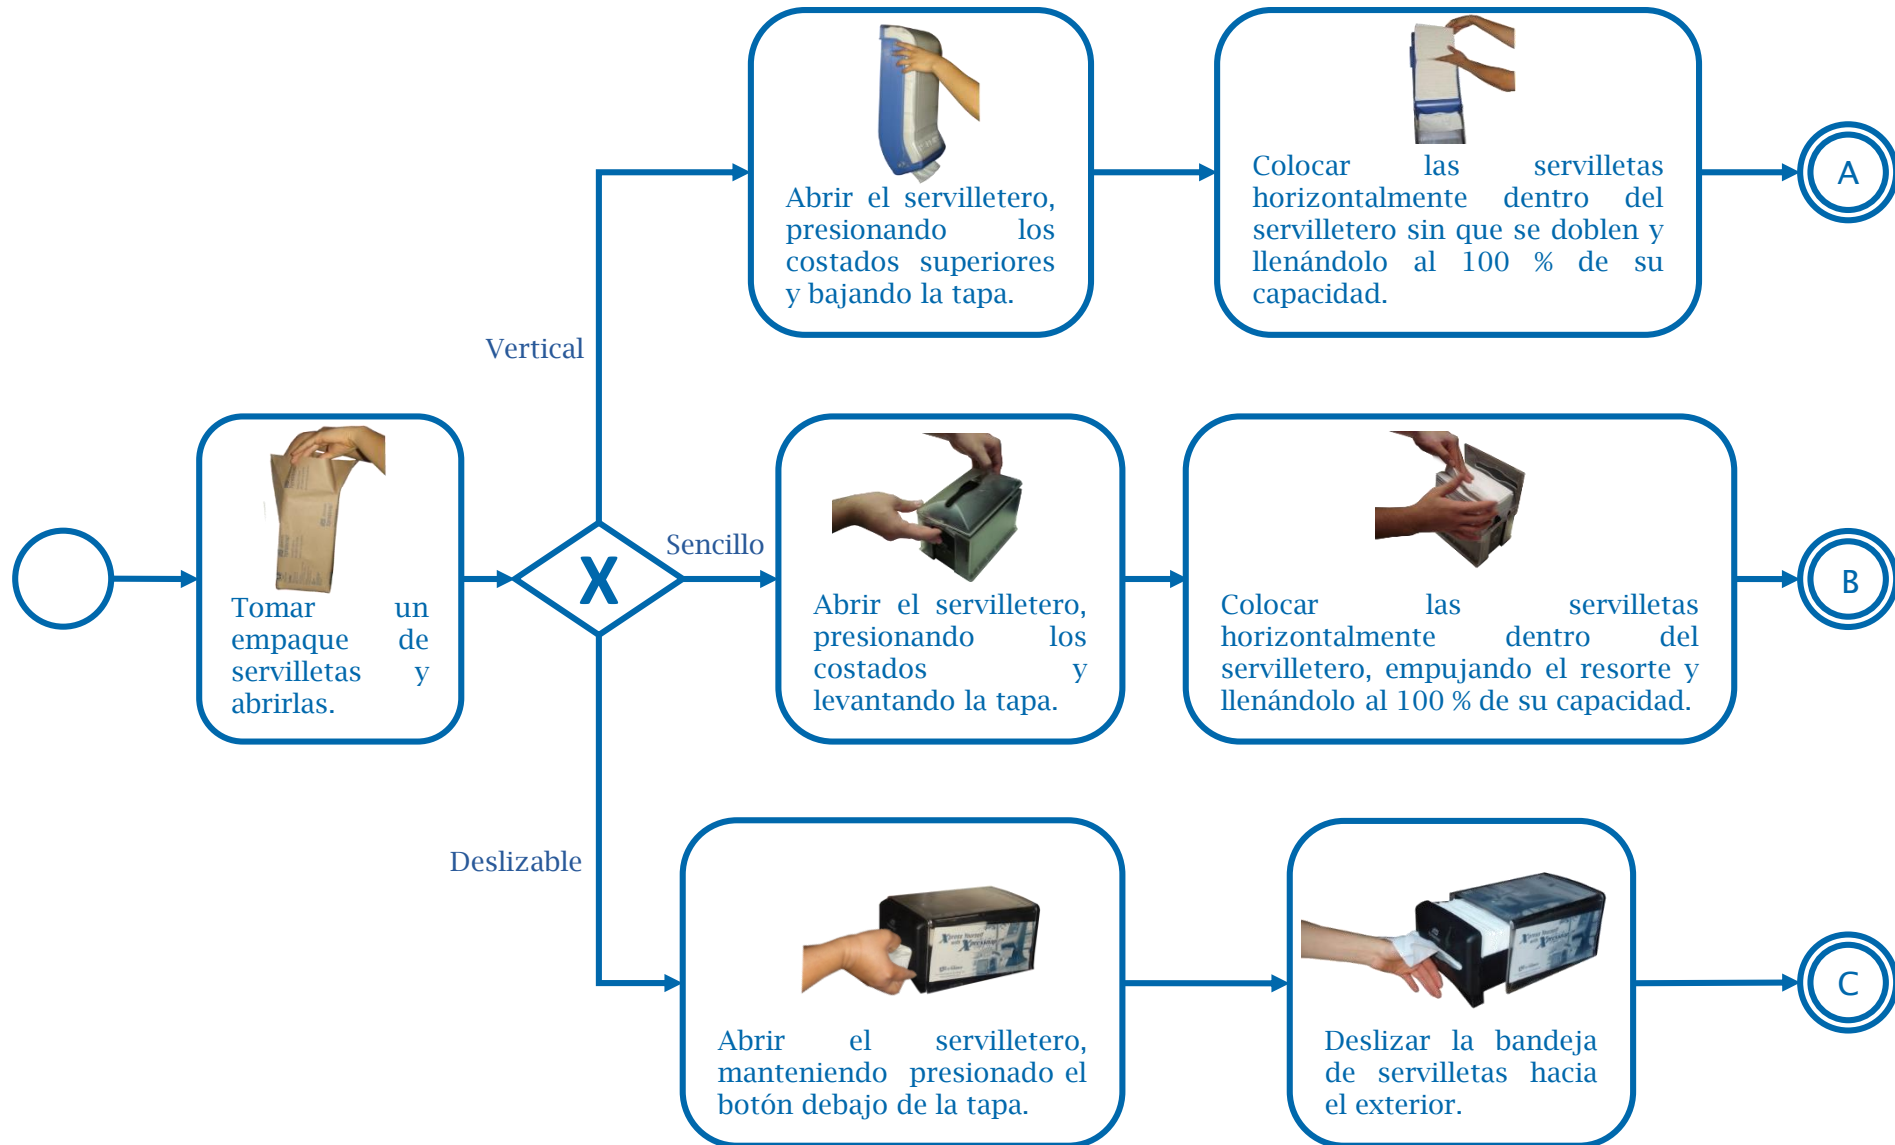 Abrir el servilletero,
presionando los
costados superiores
y bajando la tapa.
Colocar las servilletas
horizontalmente dentro del
servilletero sin que se doblen y
llenándolo al 100 % de su
capacidad.
A
Vertical
Tomar un
empaque de
servilletas y
abrirlas.
X
Sencillo
Abrir el servilletero,
presionando los
costados y
levantando la tapa.
Colocar las servilletas
horizontalmente dentro del
servilletero, empujando el resorte y
llenándolo al 100 % de su capacidad.
B
Deslizable
Abrir el servilletero,
manteniendo presionado el
botón debajo de la tapa.
Deslizar la bandeja
de servilletas hacia
el exterior.
C